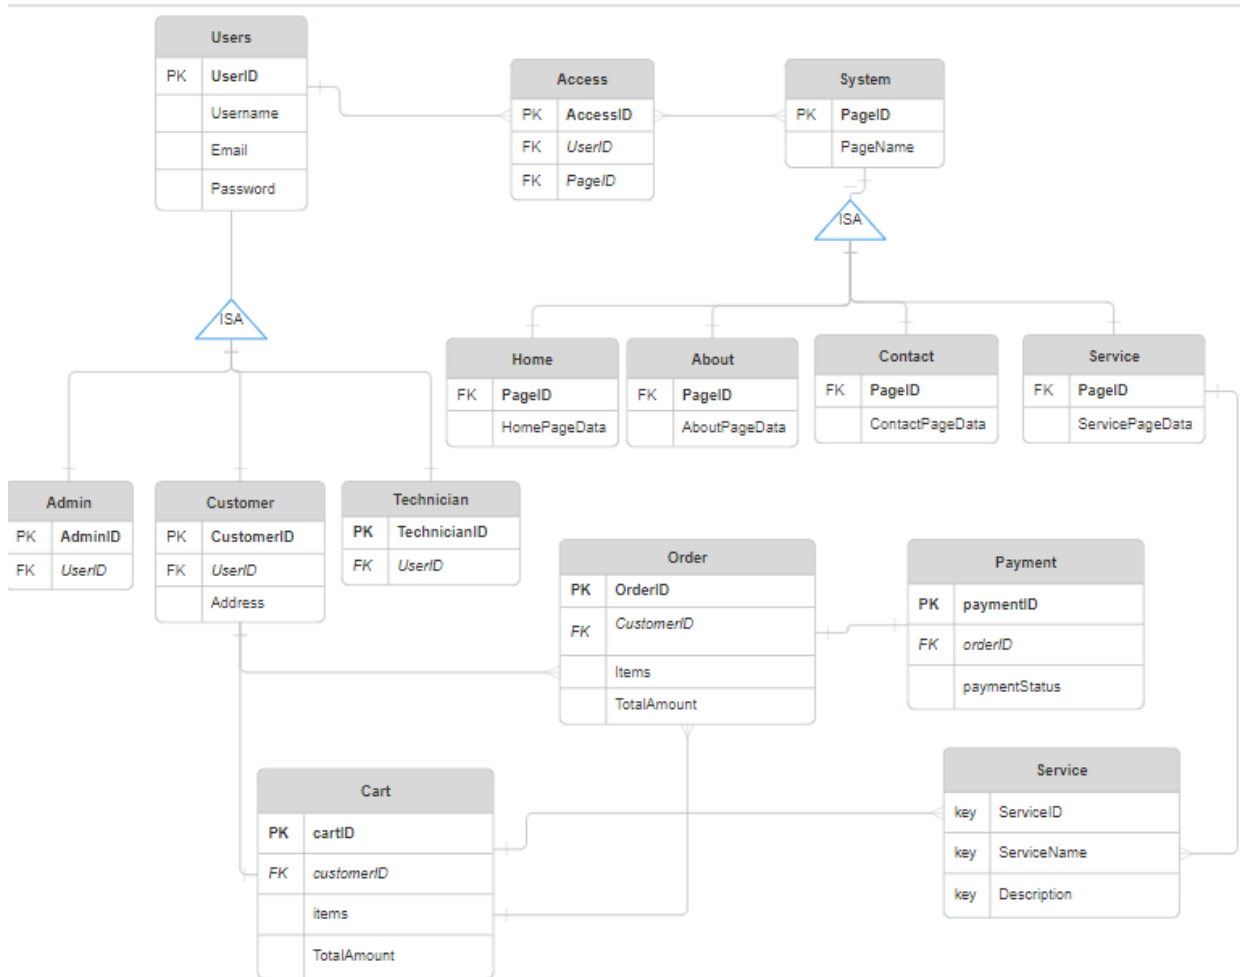 Users
PK UserID
Username
Email
Password
Access
PK AccessID
FK UserID
FK PageID
System
PK PageID
PageName
ISA
ISA
Home
FK PageID
HomePageData
About
FK PageID
AboutPageData
Contact
FK PageID
ContactPageData
Service
FK PageID
ServicePageData
Admin
PK AdminID
FK UserID
Customer
PK CustomerID
FK UserID
Address
Technician
PK TechnicianID
FK UserID
Order
PK OrderID
FK CustomerID
Items
TotalAmount
Payment
PK paymentID
FK orderID
paymentStatus
Cart
PK cartID
FK customerID
items
TotalAmount
Service
key ServiceID
key ServiceName
key Description